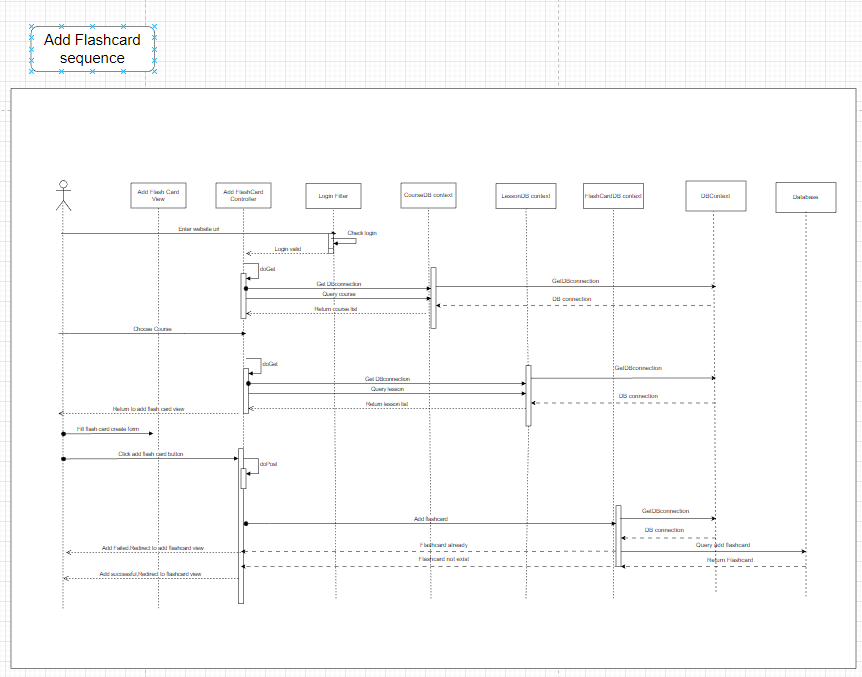 Add Flashcard
sequence
Add Flash Card
View
Add FlashCard
Controller
Login Filter
CourseDB context
LessonDB context
FlashCardDB context
DBContext
Database
Enter website url
Check login
Login valid
doGet
Get DBconnection
GetDBconnection
Query course
DB connection
Return course list
Choose Course
doGet
GetDBconnection
Get DBconnection
Query lesson
DB connection
Return lesson list
Return to add flash card view
Fill flash card create form
Click add flash card button
doPost
GetDBconnection
Add flashcard
DB connection
Flashcard already
Query add flashcard
Add Failed,Redirect to add flashcard view
Flashcard not exist
Return Flashcard
Add successful,Redirect to flashcard view